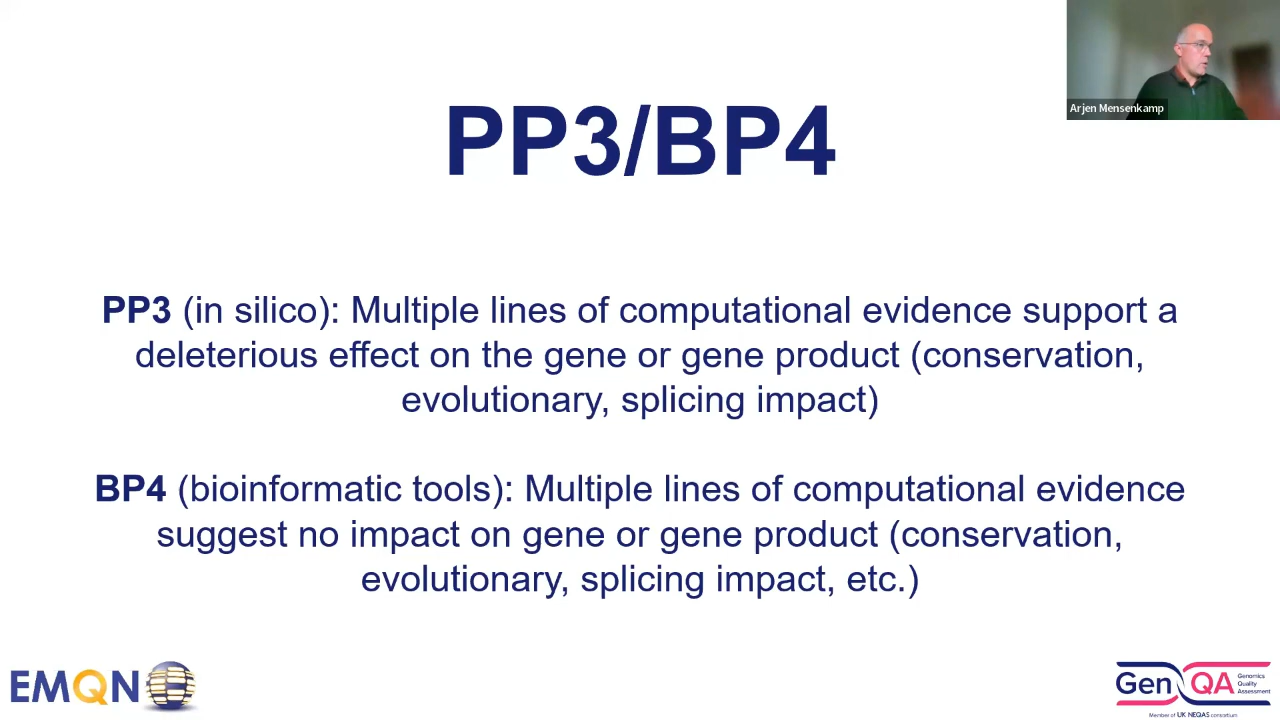 Arjen Mensenkamp
PP3/BP4
PP3 (in silico): Multiple lines of computational evidence support a
deleterious effect on the gene or gene product (conservation,
evolutionary, splicing impact)
BP4 (bioinformatic tools): Multiple lines of computational evidence
suggest no impact on gene or gene product (conservation,
evolutionary, splicing impact, etc.)
EMQN
GenQA
Genomics
Quality
Assessment
Member of UK NEQAS consortium